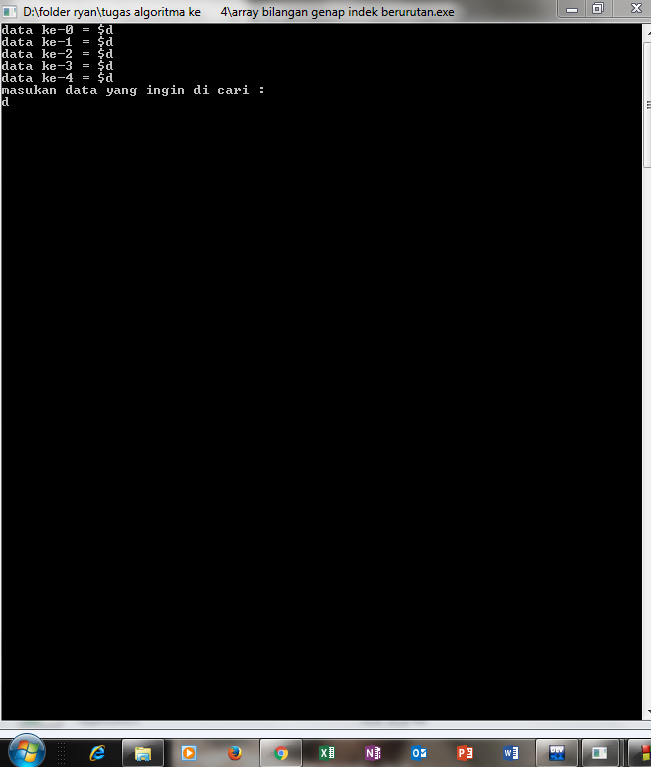 D:\folder ryan\tugas algoritma ke      4\array bilangan genap indek berurutan.exe
data ke-0 = $d
data ke-1 = $d
data ke-2 = $d
data ke-3 = $d
data ke-4 = $d
masukan data yang ingin di cari :
d